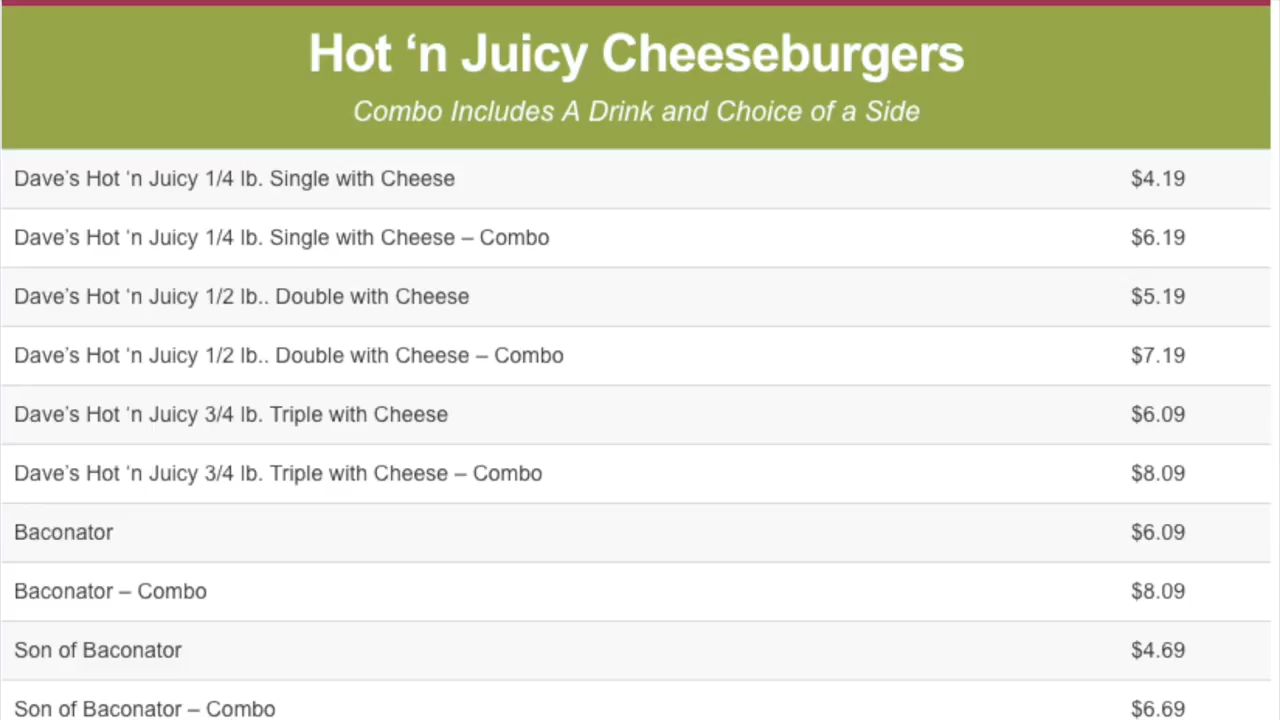 Hot ‘n Juicy Cheeseburgers
Combo Includes A Drink and Choice of a Side
Dave’s Hot ‘n Juicy 1/4 lb. Single with Cheese $4.19
Dave’s Hot ‘n Juicy 1/4 lb. Single with Cheese – Combo $6.19
Dave’s Hot ‘n Juicy 1/2 lb.. Double with Cheese $5.19
Dave’s Hot ‘n Juicy 1/2 lb.. Double with Cheese – Combo $7.19
Dave’s Hot ‘n Juicy 3/4 lb. Triple with Cheese $6.09
Dave’s Hot ‘n Juicy 3/4 lb. Triple with Cheese – Combo $8.09
Baconator $6.09
Baconator – Combo $8.09
Son of Baconator $4.69
Son of Baconator – Combo $6.69